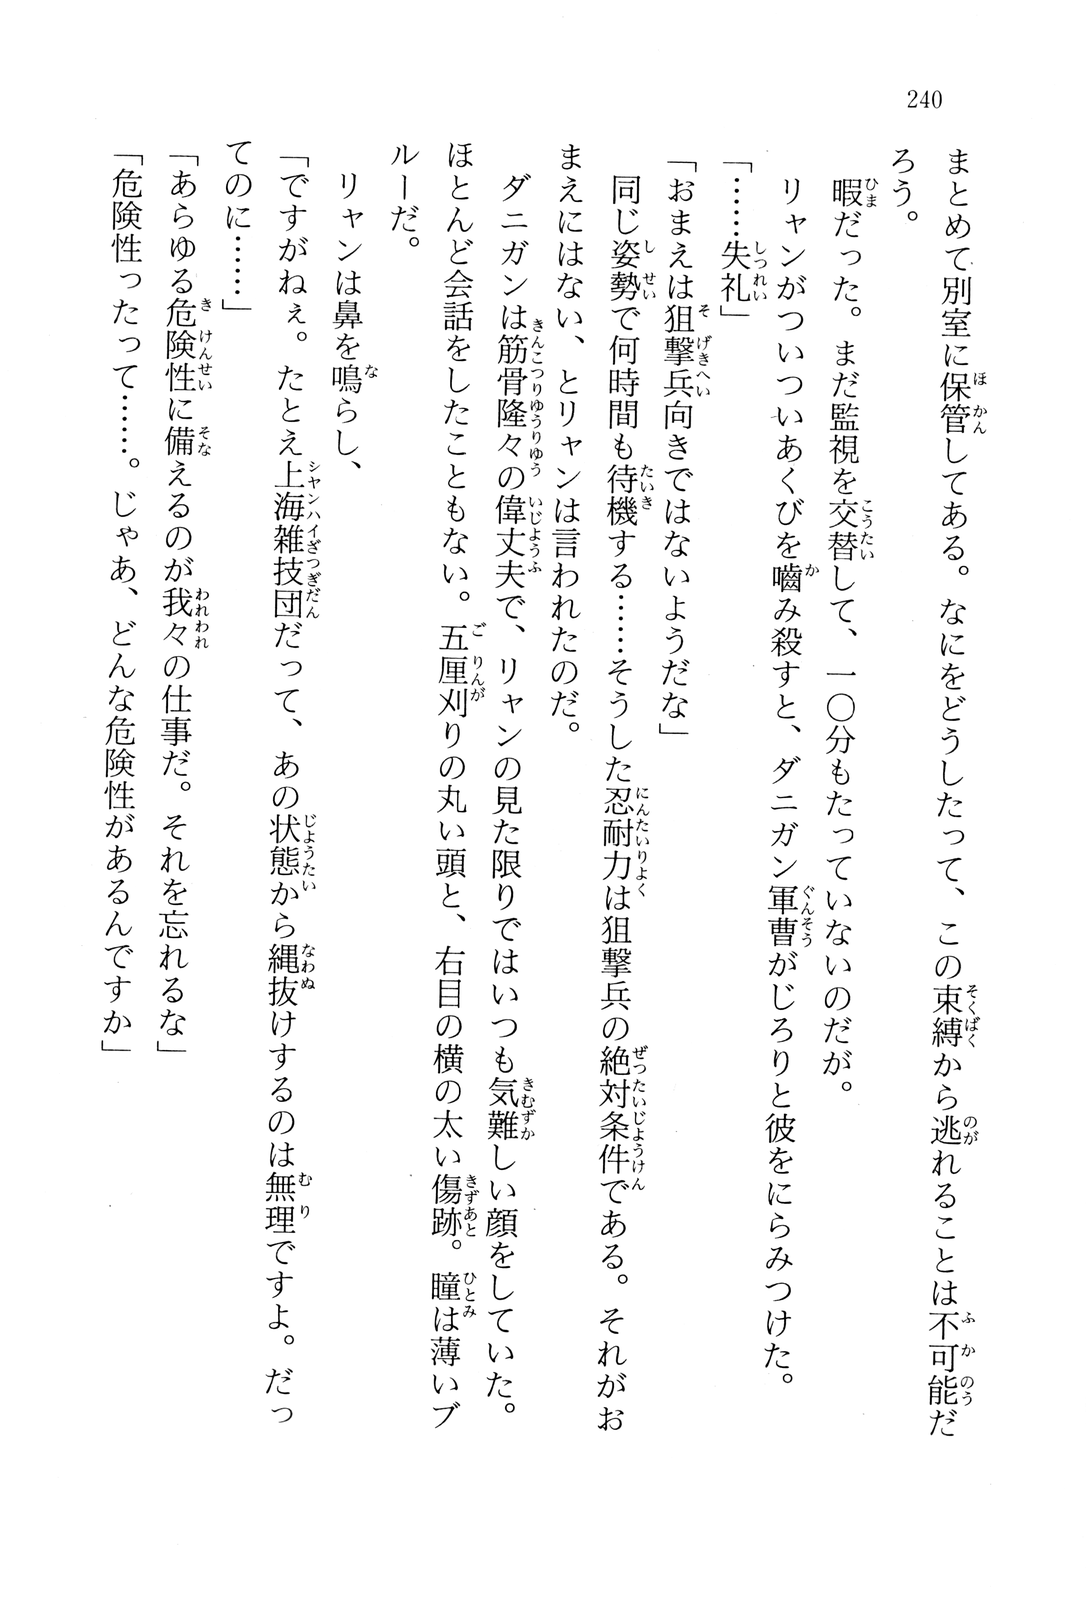 240
まとめて別室に保管してある。なにをどうしたって、この束縛から逃れることは不可能だ
ろう。
　暇だった。まだ監視を交替して、一〇分もたっていないのだが。
　リャンがついついあくびを嚙み殺すと、ダニガン軍曹がじろりと彼をにらみつけた。
「……失礼」
「おまえは狙撃兵向きではないようだな」
　同じ姿勢で何時間も待機する……そうした忍耐力は狙撃兵の絶対条件である。それがお
まえにはない、とリャンは言われたのだ。
　ダニガンは筋骨隆々の偉丈夫で、リャンの見た限りではいつも気難しい顔をしていた。
ほとんど会話をしたこともない。五厘刈りの丸い頭と、右目の横の太い傷跡。瞳は薄いブ
ルーだ。
　リャンは鼻を鳴らし、
「ですがねぇ。たとえ上海雑技団だって、あの状態から縄抜けするのは無理ですよ。だっ
てのに……」
「あらゆる危険性に備えるのが我々の仕事だ。それを忘れるな」
「危険性ったって……。じゃあ、どんな危険性があるんですか」